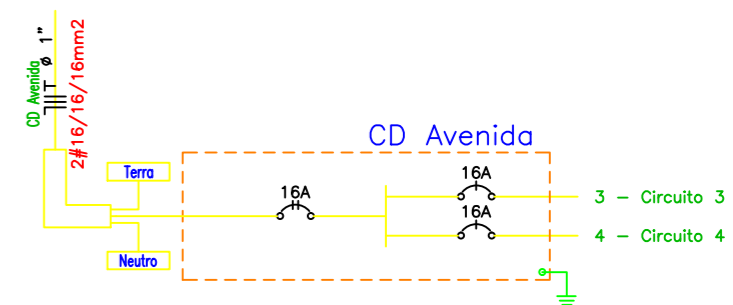 CD Avenida
ø 1"
2#16/16/16mm2
CD Avenida
Terra
16A
16A
3 - Circuito 3
16A
4 - Circuito 4
Neutro